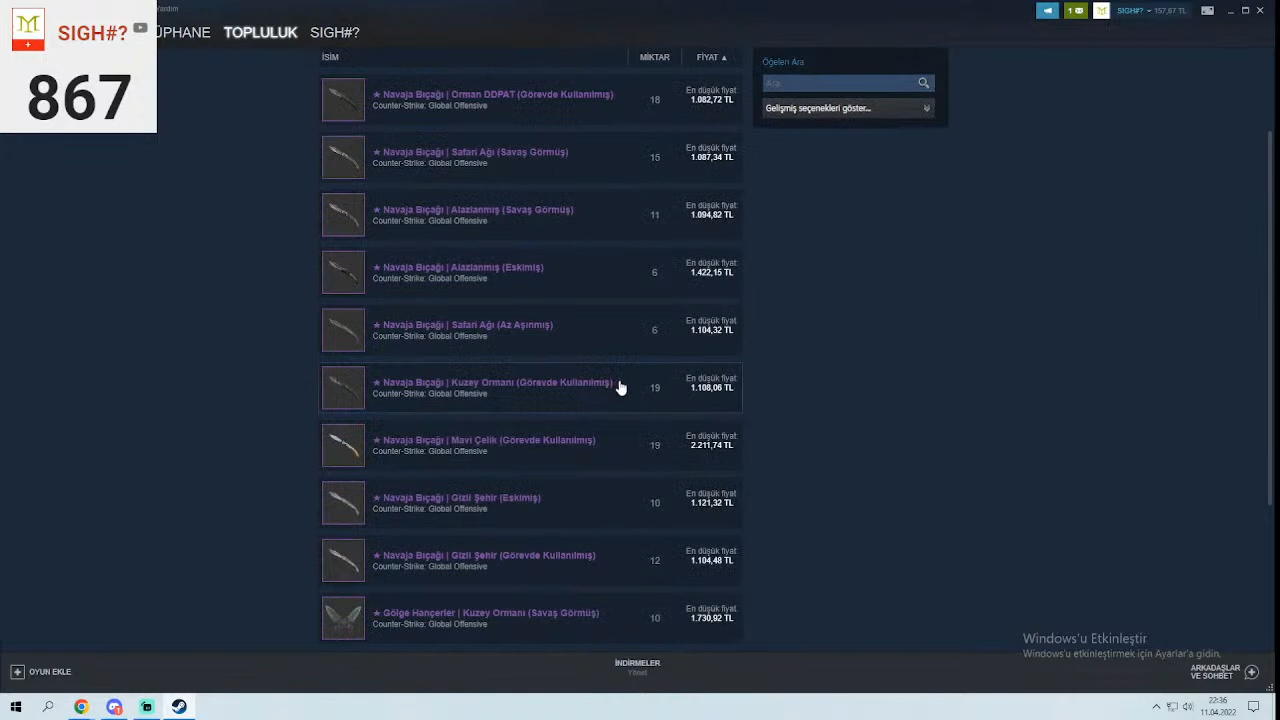 Yardım
SIGH#?
157,67 TL
SIGH#?
867
TOPLULUK
SIGH#?
İSİM
MİKTAR
FİYAT ▲
★ Navaja Bıçağı | Orman DDPAT (Görevde Kullanılmış)
Counter-Strike: Global Offensive
18
En düşük fiyat
1.082,72 TL
★ Navaja Bıçağı | Safari Ağı (Savaş Görmüş)
Counter-Strike: Global Offensive
15
En düşük fiyat
1.087,34 TL
★ Navaja Bıçağı | Alazlanmış (Savaş Görmüş)
Counter-Strike: Global Offensive
11
En düşük fiyat
1.094,82 TL
★ Navaja Bıçağı | Alazlanmış (Eskimiş)
Counter-Strike: Global Offensive
6
En düşük fiyat
1.422,15 TL
★ Navaja Bıçağı | Safari Ağı (Az Aşınmış)
Counter-Strike: Global Offensive
6
En düşük fiyat
1.104,32 TL
★ Navaja Bıçağı | Kuzey Ormanı (Görevde Kullanılmış)
Counter-Strike: Global Offensive
19
En düşük fiyat
1.108,06 TL
★ Navaja Bıçağı | Mavi Çelik (Görevde Kullanılmış)
Counter-Strike: Global Offensive
19
En düşük fiyat
2.211,74 TL
★ Navaja Bıçağı | Gizli Şehir (Eskimiş)
Counter-Strike: Global Offensive
10
En düşük fiyat
1.121,32 TL
★ Navaja Bıçağı | Gizli Şehir (Görevde Kullanılmış)
Counter-Strike: Global Offensive
12
En düşük fiyat
1.104,48 TL
★ Gölge Hançerler | Kuzey Ormanı (Savaş Görmüş)
Counter-Strike: Global Offensive
10
En düşük fiyat
1.730,92 TL
Öğeleri Ara
Ara
Gelişmiş seçenekleri göster...
Windows'u Etkinleştir
Windows'u etkinleştirmek için Ayarlar'a gidin.
OYUN EKLE
İNDİRMELER
Yönet
ARKADAŞLAR
VE SOHBET
22:36
11.04.2022